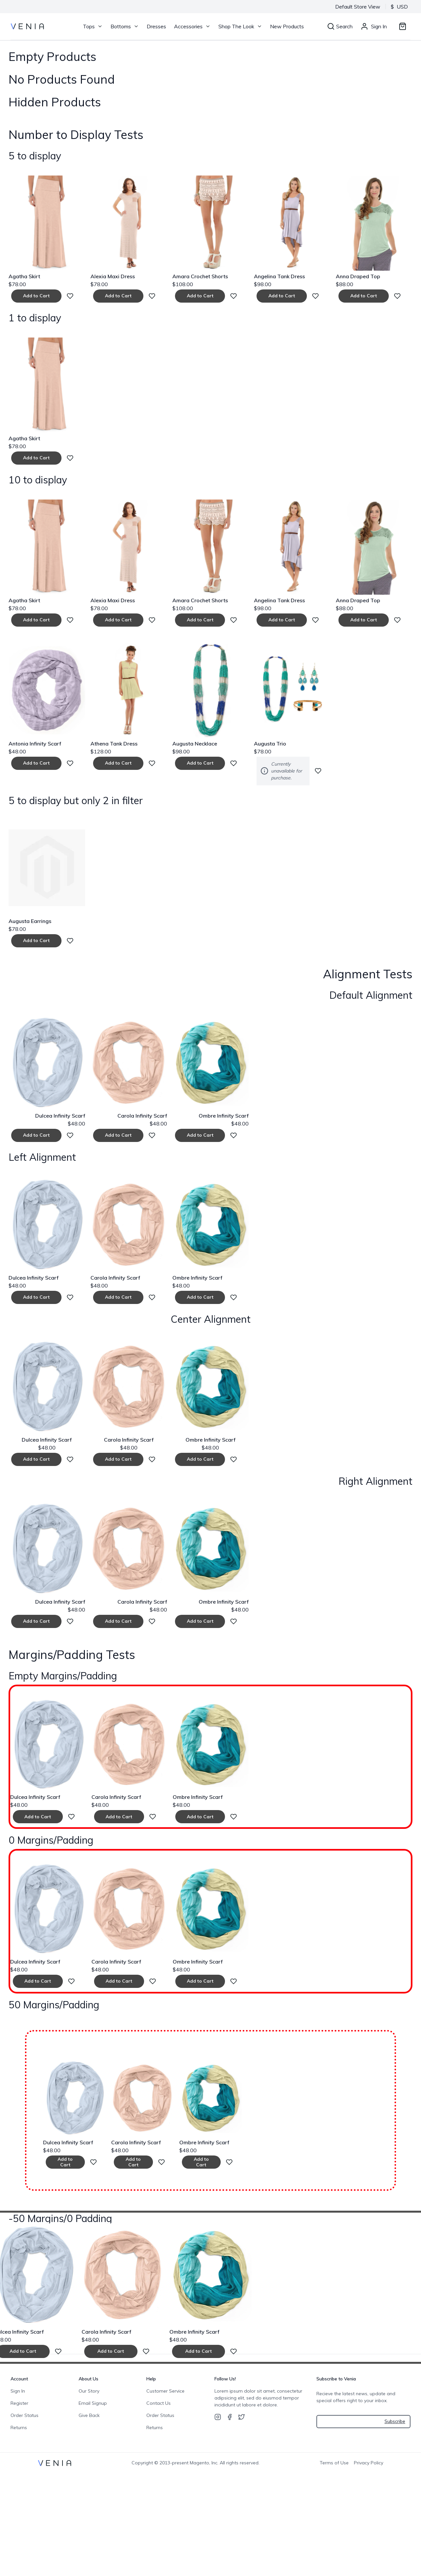 Default Store View $ USD
VENIA Tops Bottoms Dresses Accessories Shop The Look New Products Search Sign In
Empty Products
No Products Found
Hidden Products
Number to Display Tests
5 to display
Agatha Skirt Alexia Maxi Dress Amara Crochet Shorts Angelina Tank Dress Anna Draped Top
$78.00 $78.00 $108.00 $98.00 $88.00
Add to Cart Add to Cart Add to Cart Add to Cart Add to Cart
1 to display
Agatha Skirt
$78.00
Add to Cart
10 to display
Agatha Skirt Alexia Maxi Dress Amara Crochet Shorts Angelina Tank Dress Anna Draped Top
$78.00 $78.00 $108.00 $98.00 $88.00
Add to Cart Add to Cart Add to Cart Add to Cart Add to Cart
Antonia Infinity Scarf Athena Tank Dress Augusta Necklace Augusta Trio
$48.00 $128.00 $98.00 $78.00
Add to Cart Add to Cart Add to Cart Currently unavailable for purchase.
5 to display but only 2 in filter
Augusta Earrings
$78.00
Add to Cart
Alignment Tests
Default Alignment
Dulcea Infinity Scarf Carola Infinity Scarf Ombre Infinity Scarf
$48.00 $48.00 $48.00
Add to Cart Add to Cart Add to Cart
Left Alignment
Dulcea Infinity Scarf Carola Infinity Scarf Ombre Infinity Scarf
$48.00 $48.00 $48.00
Add to Cart Add to Cart Add to Cart
Center Alignment
Dulcea Infinity Scarf Carola Infinity Scarf Ombre Infinity Scarf
$48.00 $48.00 $48.00
Add to Cart Add to Cart Add to Cart
Right Alignment
Dulcea Infinity Scarf Carola Infinity Scarf Ombre Infinity Scarf
$48.00 $48.00 $48.00
Add to Cart Add to Cart Add to Cart
Margins/Padding Tests
Empty Margins/Padding
Dulcea Infinity Scarf Carola Infinity Scarf Ombre Infinity Scarf
$48.00 $48.00 $48.00
Add to Cart Add to Cart Add to Cart
0 Margins/Padding
Dulcea Infinity Scarf Carola Infinity Scarf Ombre Infinity Scarf
$48.00 $48.00 $48.00
Add to Cart Add to Cart Add to Cart
50 Margins/Padding
Dulcea Infinity Scarf Carola Infinity Scarf Ombre Infinity Scarf
$48.00 $48.00 $48.00
Add to Cart Add to Cart Add to Cart
-50 Margins/0 Padding
lcea Infinity Scarf Carola Infinity Scarf Ombre Infinity Scarf
8.00 $48.00 $48.00
Add to Cart Add to Cart Add to Cart
Account About Us Help Follow Us! Subscribe to Venia
Sign In Our Story Customer Service Lorem ipsum dolor sit amet, consectetur adipiscing elit, sed do eiusmod tempor incididunt ut labore et dolore. Receive the latest news, update and special offers right to your inbox.
Register Email Signup Contact Us
Order Status Give Back Order Status Subscribe
Returns Returns
VENIA Copyright © 2013-present Magento, Inc. All rights reserved. Terms of Use Privacy Policy